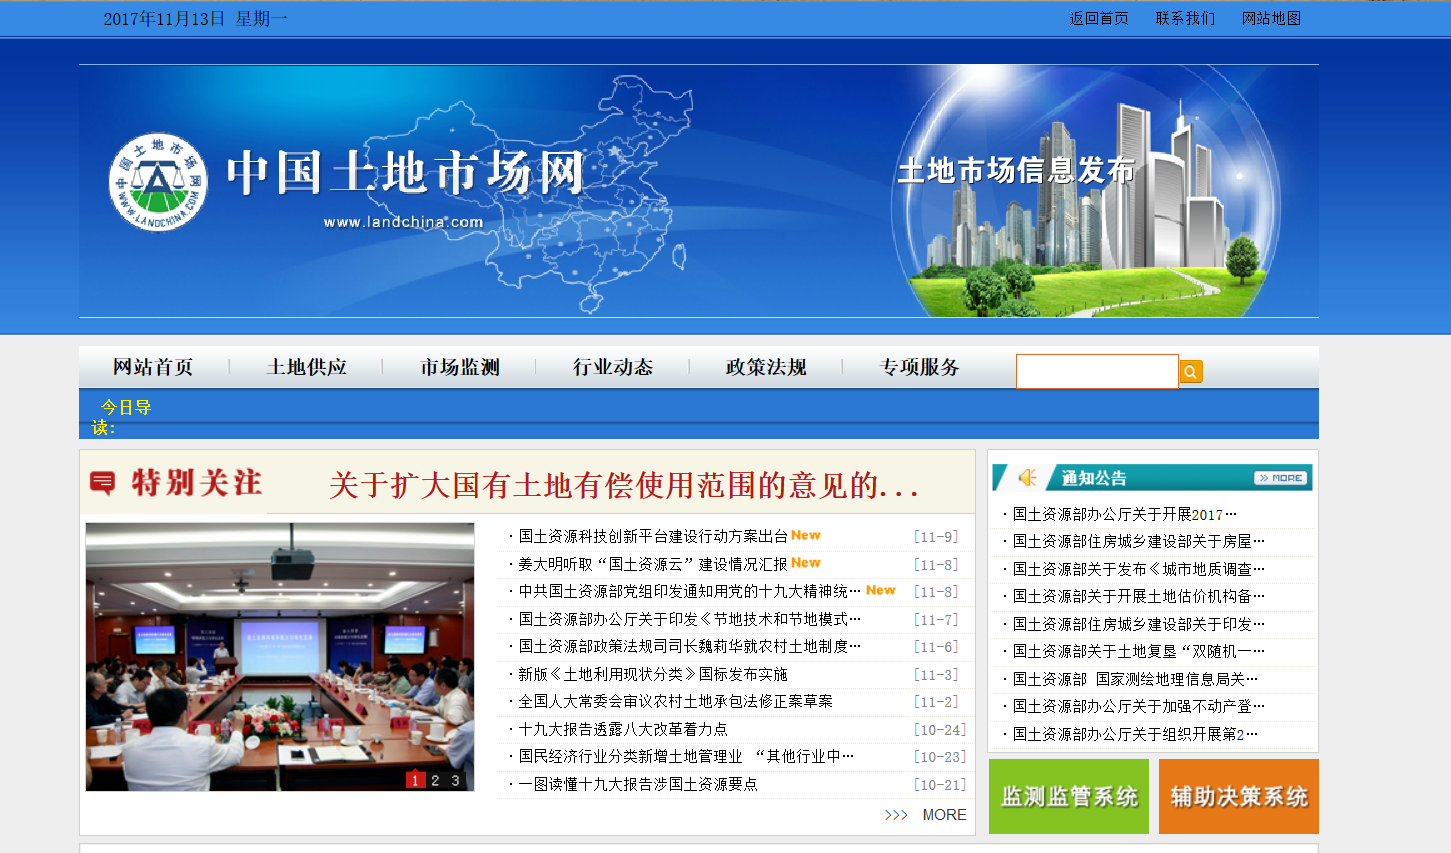 2017年11月13日 星期一
返回首页 联系我们 网站地图
中国土地市场网
WWW.LANDCHINA.COM
中国土地市场网
www.landchina.com
土地市场信息发布
网站首页 土地供应 市场监测 行业动态 政策法规 专项服务
今日导
读:
特别关注
关于扩大国有土地有偿使用范围的意见的...
· 国土资源科技创新平台建设行动方案出台 New [11-9]
· 姜大明听取“国土资源云”建设情况汇报 New [11-8]
· 中共国土资源部党组印发通知用党的十九大精神统… New [11-8]
· 国土资源部办公厅关于印发《节地技术和节地模式… [11-7]
· 国土资源部政策法规司司长魏莉华就农村土地制度… [11-6]
· 新版《土地利用现状分类》国标发布实施 [11-3]
· 全国人大常委会审议农村土地承包法修正案草案 [11-2]
· 十九大报告透露八大改革着力点 [10-24]
· 国民经济行业分类新增土地管理业 “其他行业中… [10-23]
· 一图读懂十九大报告涉国土资源要点 [10-21]
1 2 3
>>> MORE
通知公告 >> MORE
· 国土资源部办公厅关于开展2017…
· 国土资源部住房城乡建设部关于房屋…
· 国土资源部关于发布《城市地质调查…
· 国土资源部关于开展土地估价机构备…
· 国土资源部住房城乡建设部关于印发…
· 国土资源部关于土地复垦“双随机一…
· 国土资源部 国家测绘地理信息局关…
· 国土资源部办公厅关于加强不动产登…
· 国土资源部办公厅关于组织开展第2…
监测监管系统 辅助决策系统